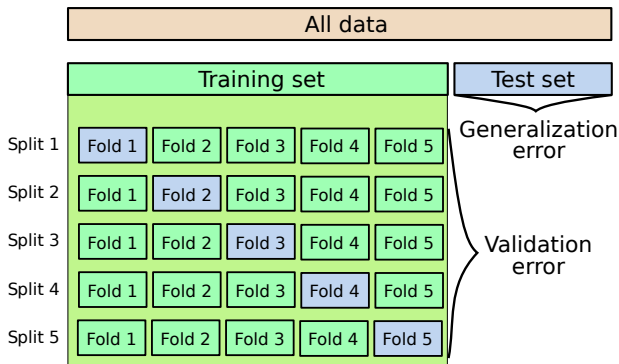 All data
Training set Test set
Generalization
error
Split 1 Fold 1 Fold 2 Fold 3 Fold 4 Fold 5
Split 2 Fold 1 Fold 2 Fold 3 Fold 4 Fold 5
Split 3 Fold 1 Fold 2 Fold 3 Fold 4 Fold 5
Validation
error
Split 4 Fold 1 Fold 2 Fold 3 Fold 4 Fold 5
Split 5 Fold 1 Fold 2 Fold 3 Fold 4 Fold 5